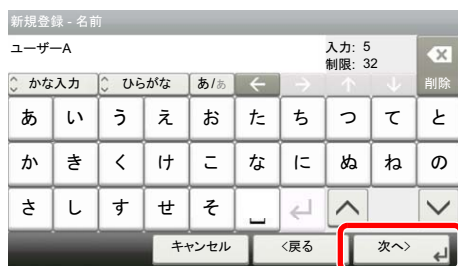 新規登録 - 名前
ユーザーA
入力: 5
制限: 32
削除
かな入力 ひらがな あ/ぁ ← → ↑ ↓
あ い う え お た ち つ て と
か き く け こ な に ぬ ね の
さ し す せ そ
キャンセル <戻る 次へ>